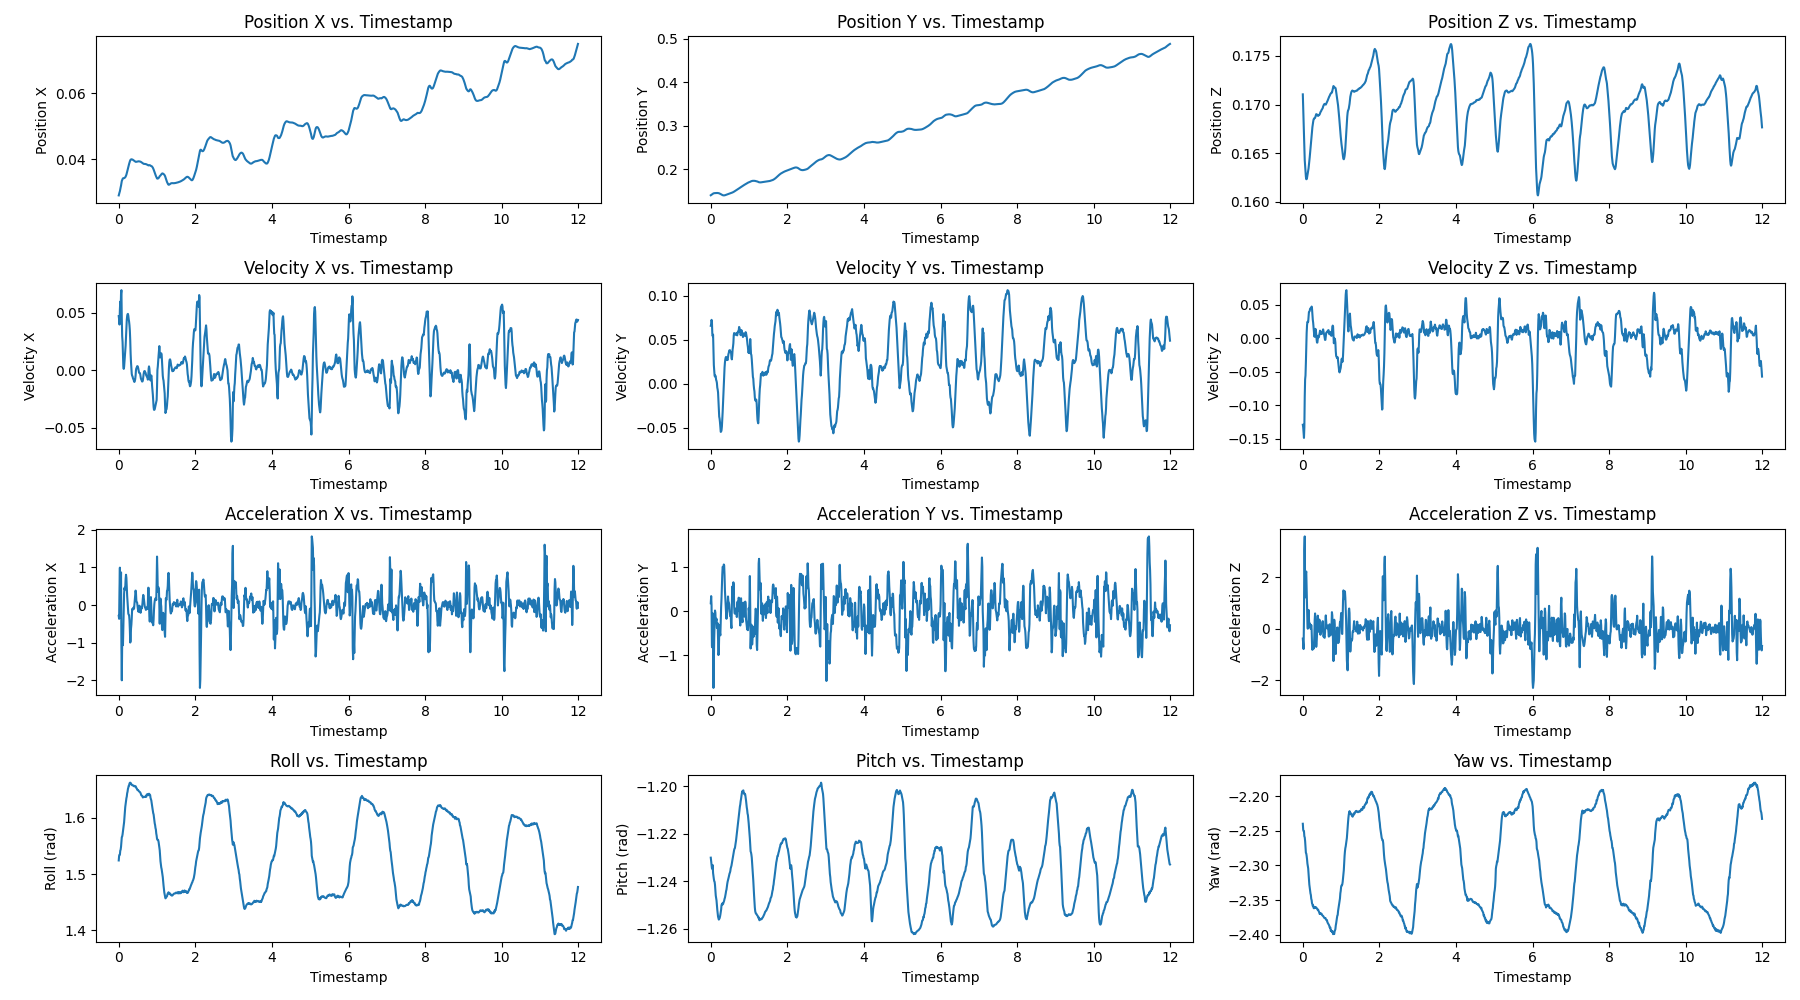 Position X vs. Timestamp
Position X
0.06
0.04
0 2 4 6 8 10 12
Timestamp
Position Y vs. Timestamp
Position Y
0.5
0.4
0.3
0.2
0 2 4 6 8 10 12
Timestamp
Position Z vs. Timestamp
Position Z
0.175
0.170
0.165
0.160
0 2 4 6 8 10 12
Timestamp
Velocity X vs. Timestamp
Velocity X
0.05
0.00
−0.05
0 2 4 6 8 10 12
Timestamp
Velocity Y vs. Timestamp
Velocity Y
0.10
0.05
0.00
−0.05
0 2 4 6 8 10 12
Timestamp
Velocity Z vs. Timestamp
Velocity Z
0.05
0.00
−0.05
−0.10
−0.15
0 2 4 6 8 10 12
Timestamp
Acceleration X vs. Timestamp
Acceleration X
2
1
0
−1
−2
0 2 4 6 8 10 12
Timestamp
Acceleration Y vs. Timestamp
Acceleration Y
1
0
−1
0 2 4 6 8 10 12
Timestamp
Acceleration Z vs. Timestamp
Acceleration Z
2
0
−2
0 2 4 6 8 10 12
Timestamp
Roll vs. Timestamp
Roll (rad)
1.6
1.5
1.4
0 2 4 6 8 10 12
Timestamp
Pitch vs. Timestamp
Pitch (rad)
−1.20
−1.22
−1.24
−1.26
0 2 4 6 8 10 12
Timestamp
Yaw vs. Timestamp
Yaw (rad)
−2.20
−2.25
−2.30
−2.35
−2.40
0 2 4 6 8 10 12
Timestamp